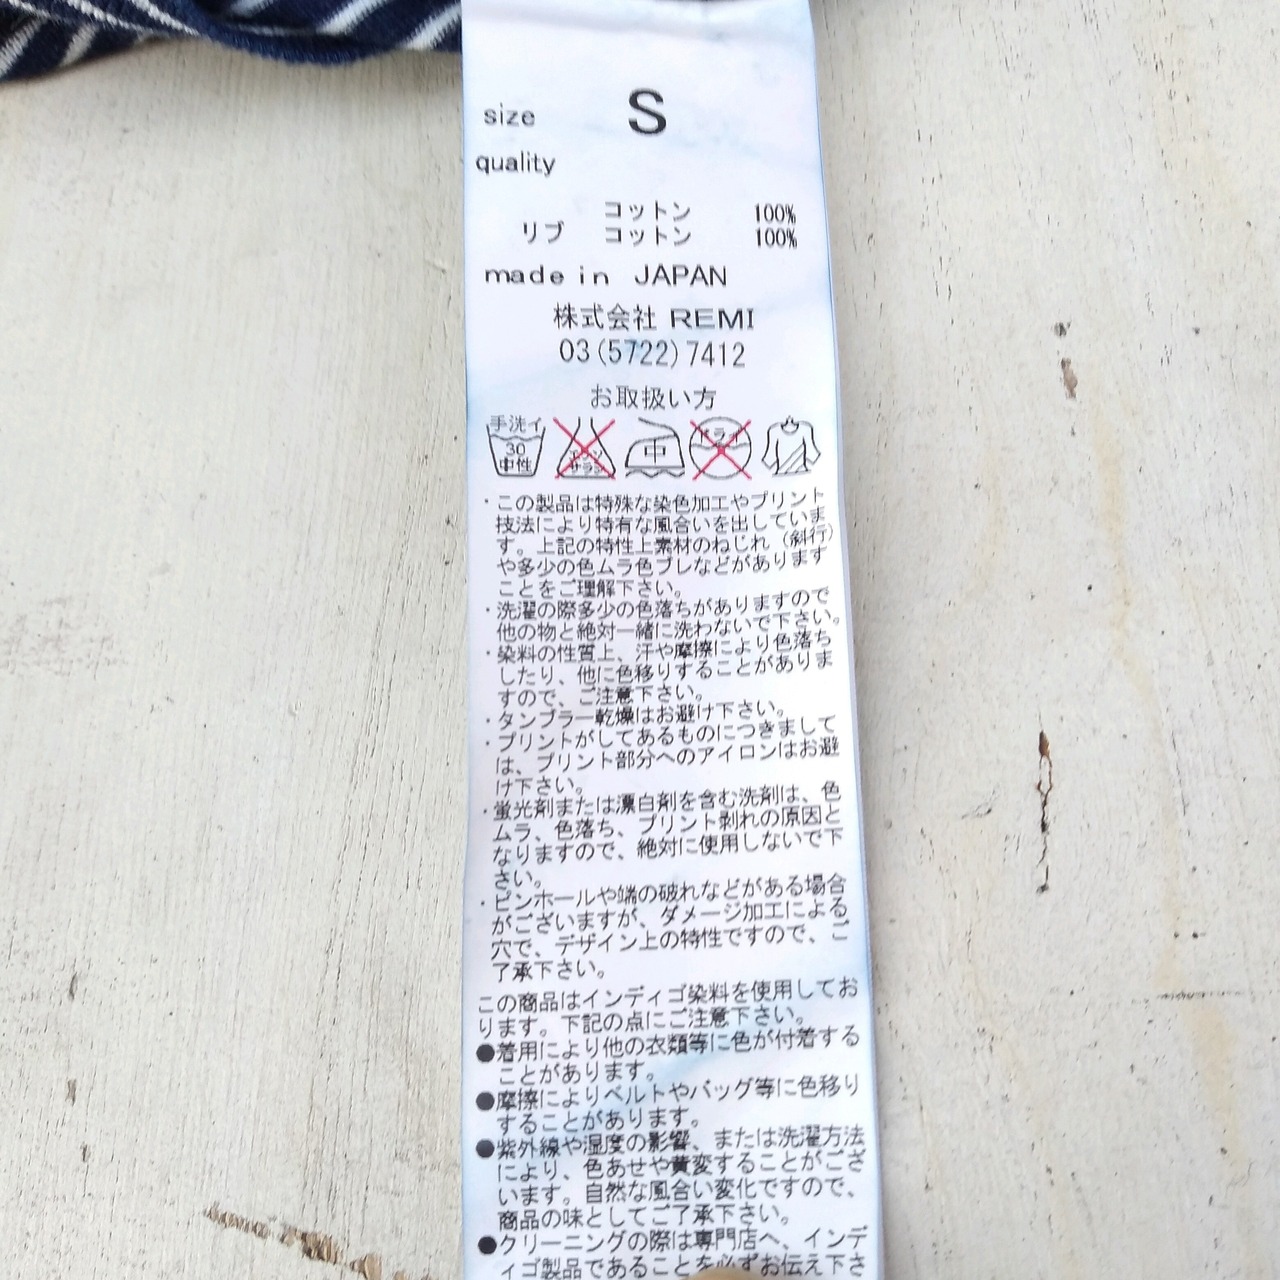 size S
quality
コットン 100%
リブ コットン 100%
made in JAPAN
株式会社 REMI
03(5722)7412
お取扱い方
手洗イ 30 中性 エンソ サラシ 中 ドライ
・この製品は特殊な染色加工やプリント
技法により特有な風合いを出していま
す。上記の特性上素材のねじれ（斜行）
や多少の色ムラ色ブレなどがあります
ことをご理解下さい。
・洗濯の際多少の色落ちがありますので
他の物と絶対一緒に洗わないで下さい。
・染料の性質上、汗や摩擦により色落ち
したり、他に色移りすることがありま
すので、ご注意下さい。
・タンブラー乾燥はお避け下さい。
・プリントがしてあるものにつきまして
は、プリント部分へのアイロンはお避
け下さい。
・蛍光剤または漂白剤を含む洗剤は、色
ムラ、色落ち、プリント剥れの原因と
なりますので、絶対に使用しないで下
さい。
・ピンホールや端の破れなどがある場合
がございますが、ダメージ加工による
穴で、デザイン上の特性ですので、ご
了承下さい。
この商品はインディゴ染料を使用してお
ります。下記の点にご注意下さい。
●着用により他の衣類等に色が付着する
ことがあります。
●摩擦によりベルトやバッグ等に色移り
することがあります。
●紫外線や湿度の影響、または洗濯方法
により、色あせや黄変することがござ
います。自然な風合い変化ですので、
商品の味としてご了承下さい。
●クリーニングの際は専門店へ、インデ
ィゴ製品であることを必ずお伝え下さ